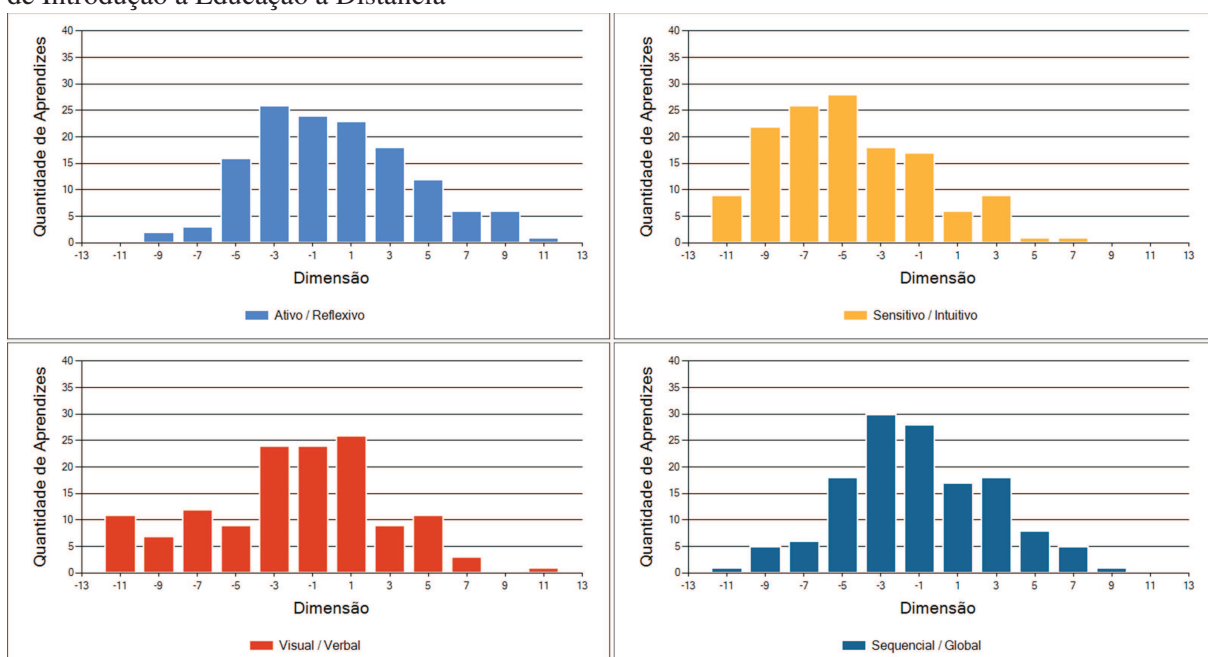 de Introdução à Educação a Distância
Quantidade de Aprendizes
40
35
30
25
20
15
10
5
0
-13 -11 -9 -7 -5 -3 -1 1 3 5 7 9 11 13
Dimensão
Ativo / Reflexivo
Quantidade de Aprendizes
40
35
30
25
20
15
10
5
0
-13 -11 -9 -7 -5 -3 -1 1 3 5 7 9 11 13
Dimensão
Sensitivo / Intuitivo
Quantidade de Aprendizes
40
35
30
25
20
15
10
5
0
-13 -11 -9 -7 -5 -3 -1 1 3 5 7 9 11 13
Dimensão
Visual / Verbal
Quantidade de Aprendizes
40
35
30
25
20
15
10
5
0
-13 -11 -9 -7 -5 -3 -1 1 3 5 7 9 11 13
Dimensão
Sequencial / Global